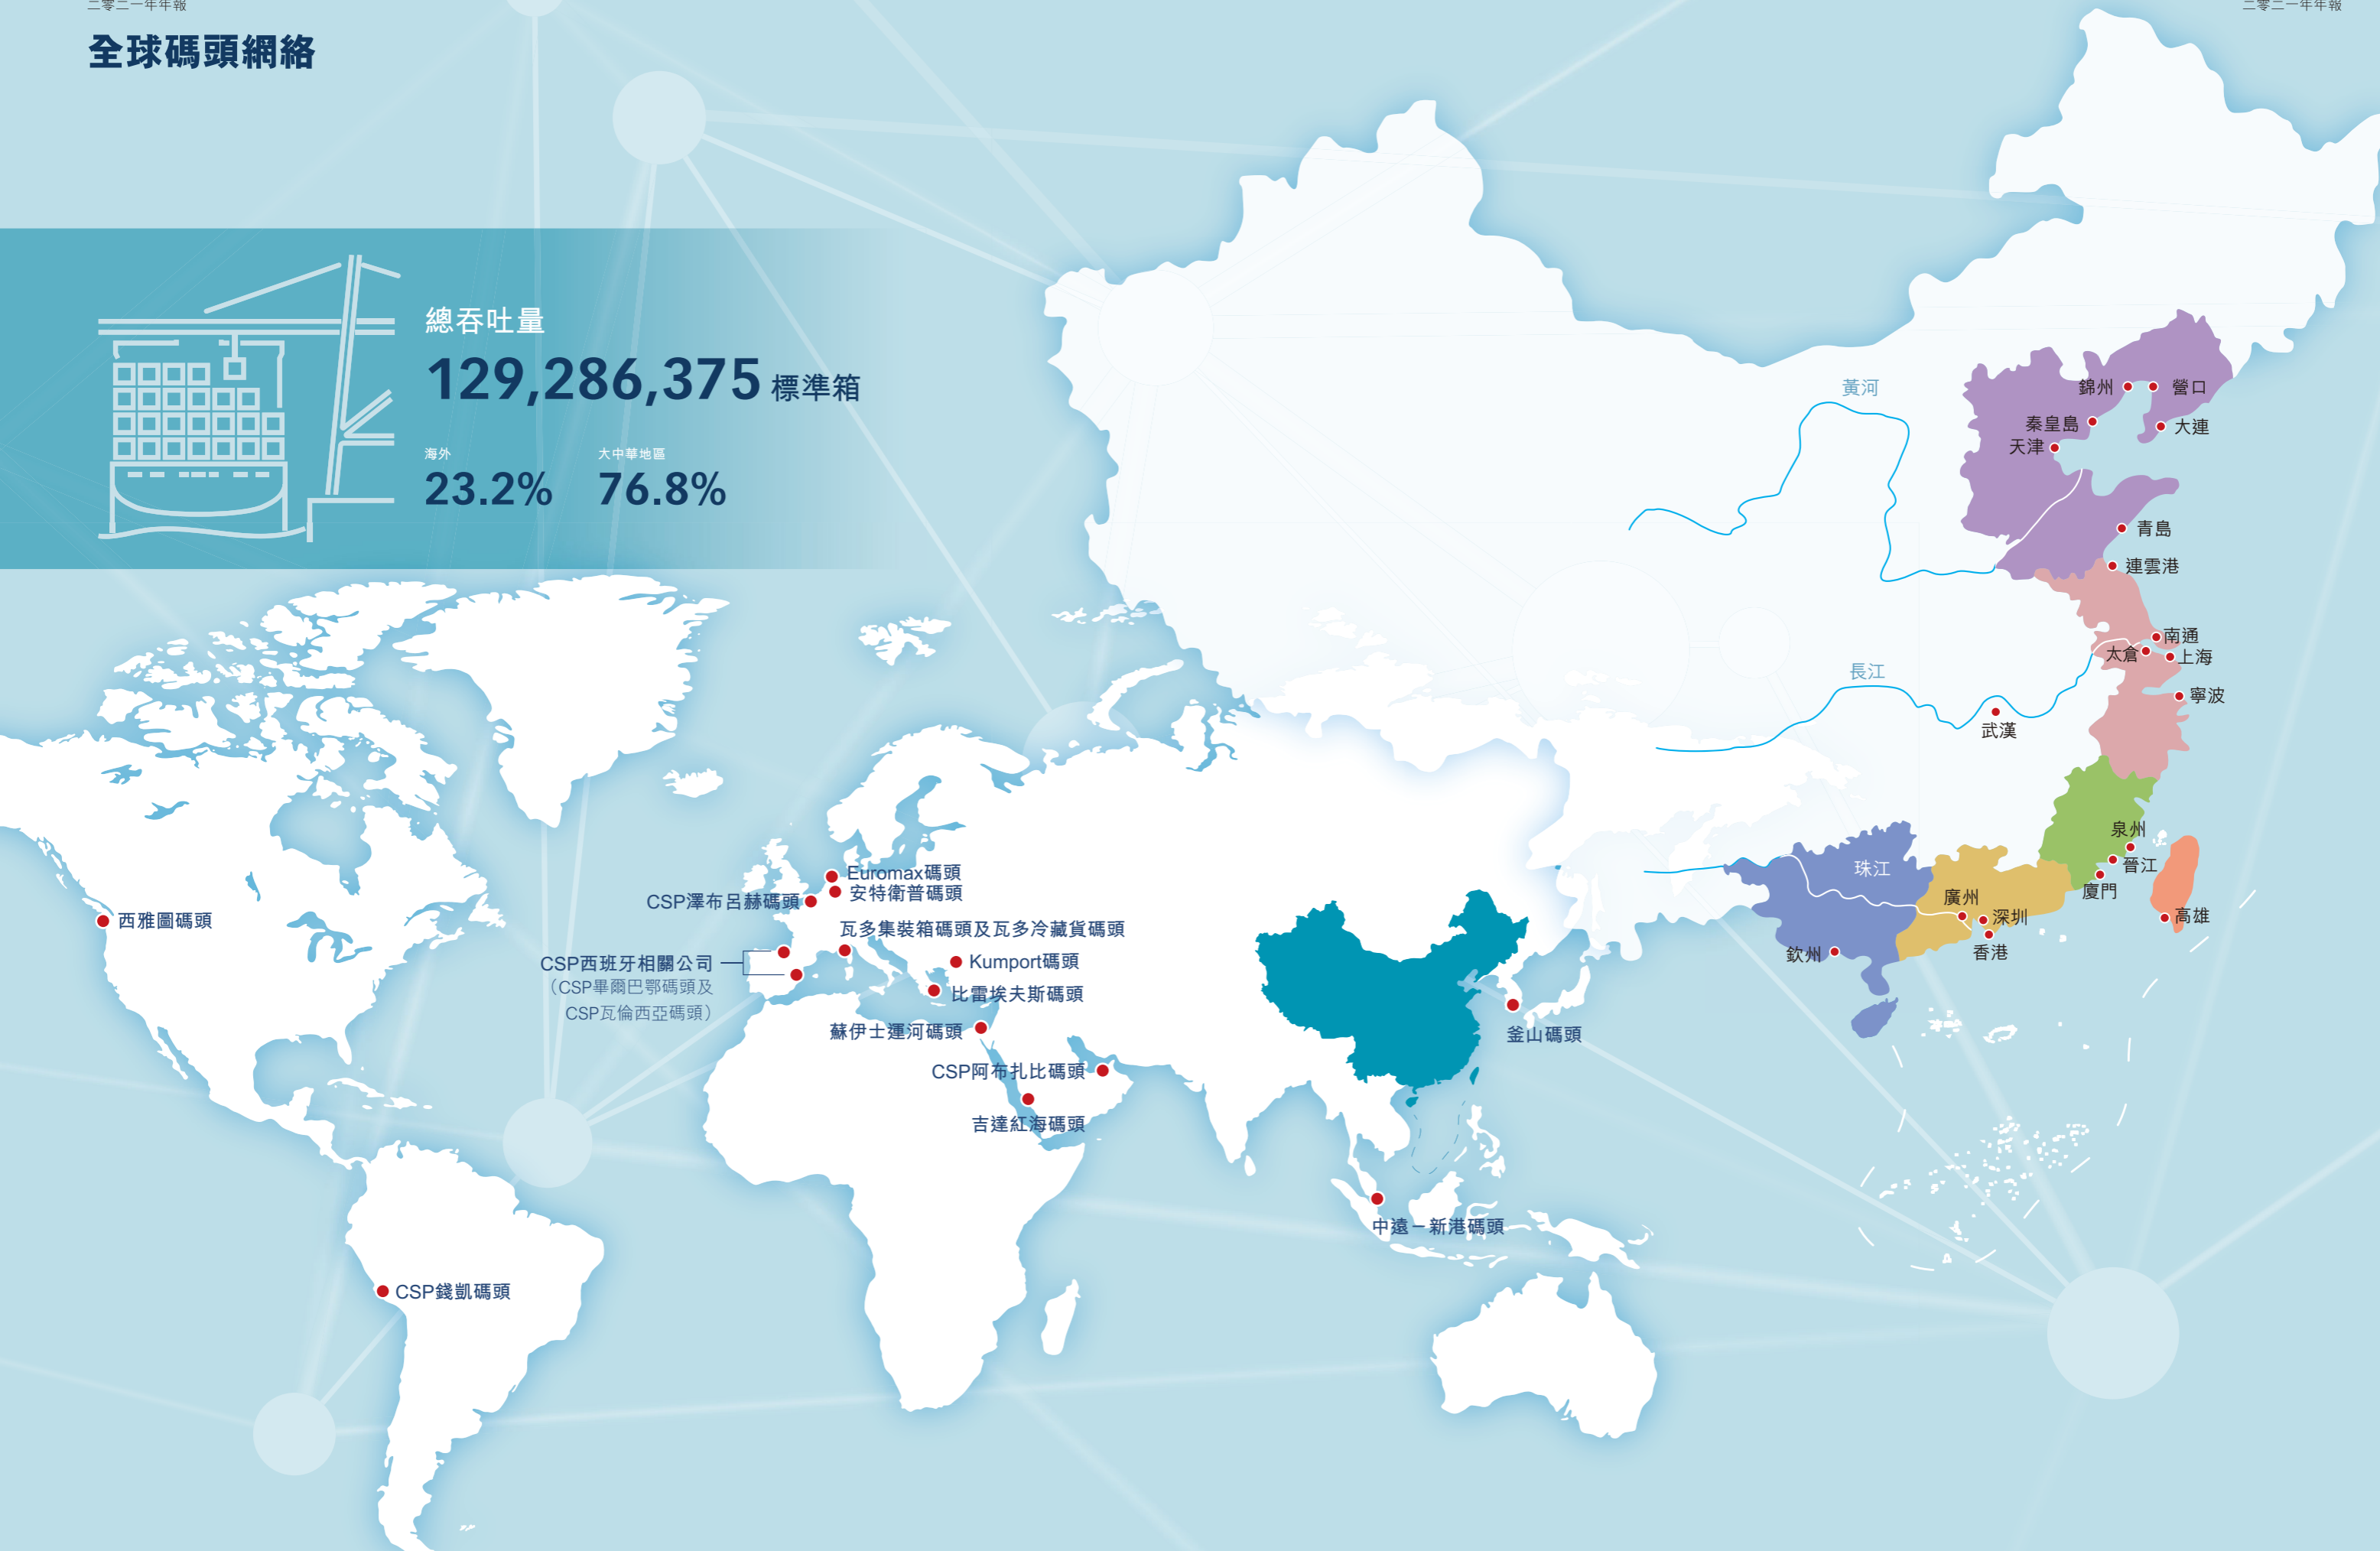 二零二一年年報
二零二一年年報
全球碼頭網絡
總吞吐量
129,286,375 標準箱
海外
大中華地區
23.2%
76.8%
黃河
錦州
營口
秦皇島
大連
天津
青島
連雲港
南通
太倉
上海
寧波
長江
武漢
泉州
晉江
廈門
珠江
廣州
深圳
香港
高雄
欽州
Euromax碼頭
安特衛普碼頭
CSP澤布呂赫碼頭
西雅圖碼頭
瓦多集裝箱碼頭及瓦多冷藏貨碼頭
CSP西班牙相關公司
(CSP畢爾巴鄂碼頭及
CSP瓦倫西亞碼頭)
Kumport碼頭
比雷埃夫斯碼頭
蘇伊士運河碼頭
釜山碼頭
CSP阿布扎比碼頭
吉達紅海碼頭
中遠－新港碼頭
CSP錢凱碼頭